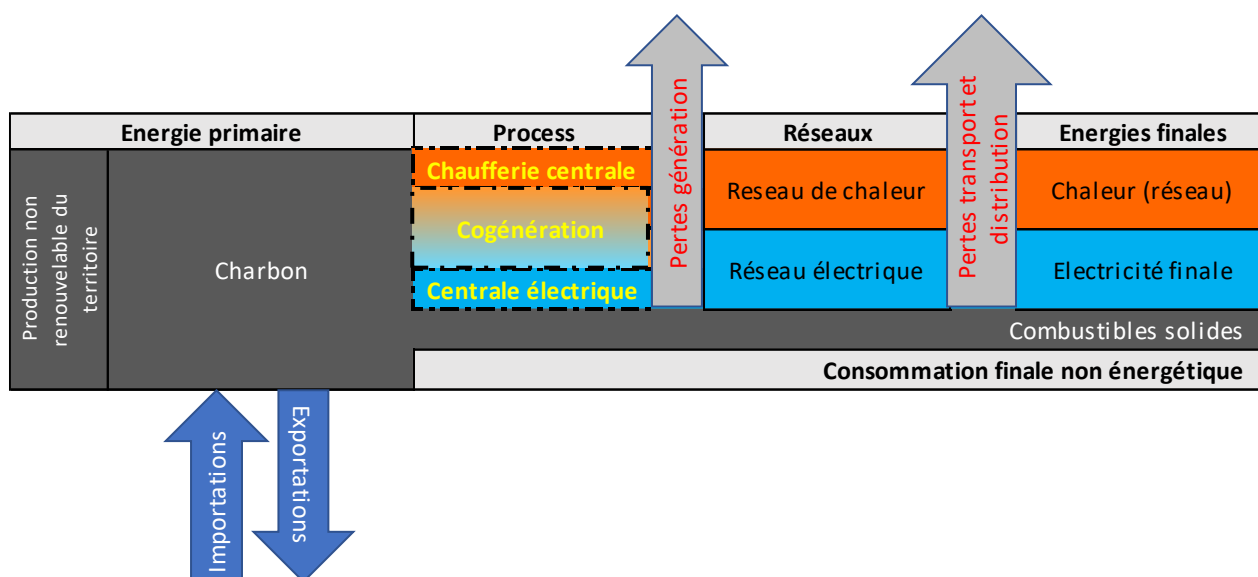 Energie primaire
Process
Réseaux
Energies finales
Production non
renouvelable du
territoire
Charbon
Chaufferie centrale
Cogénération
Centrale électrique
Pertes génération
Reseau de chaleur
Réseau électrique
Pertes transport et
distribution
Chaleur (réseau)
Electricité finale
Combustibles solides
Consommation finale non énergétique
Importations
Exportations